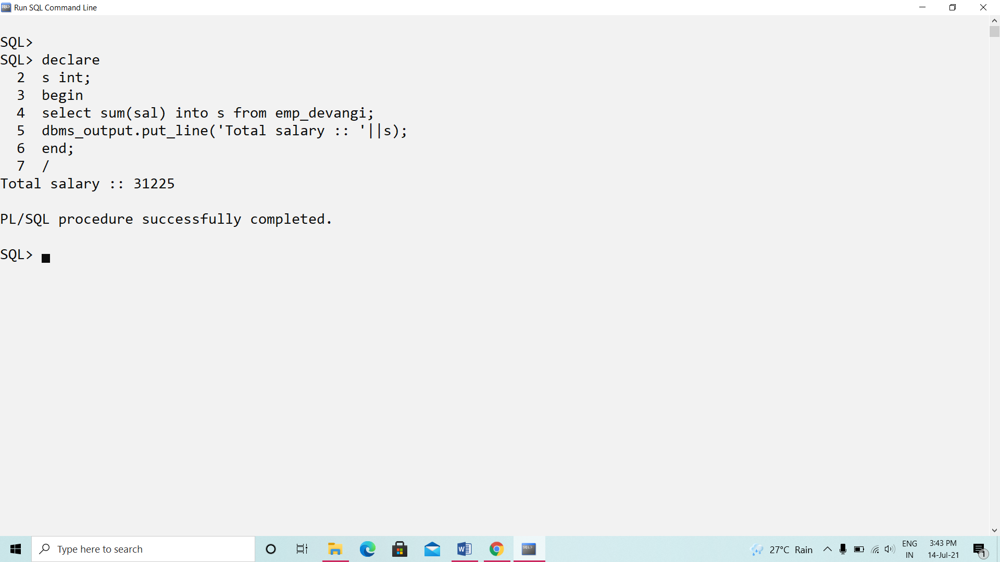 Run SQL Command Line
SQL>
SQL> declare
  2  s int;
  3  begin
  4  select sum(sal) into s from emp_devangi;
  5  dbms_output.put_line('Total salary :: '||s);
  6  end;
  7  /
Total salary :: 31225
PL/SQL procedure successfully completed.
SQL>
Type here to search
27°C Rain
ENG
IN
3:43 PM
14-Jul-21
1